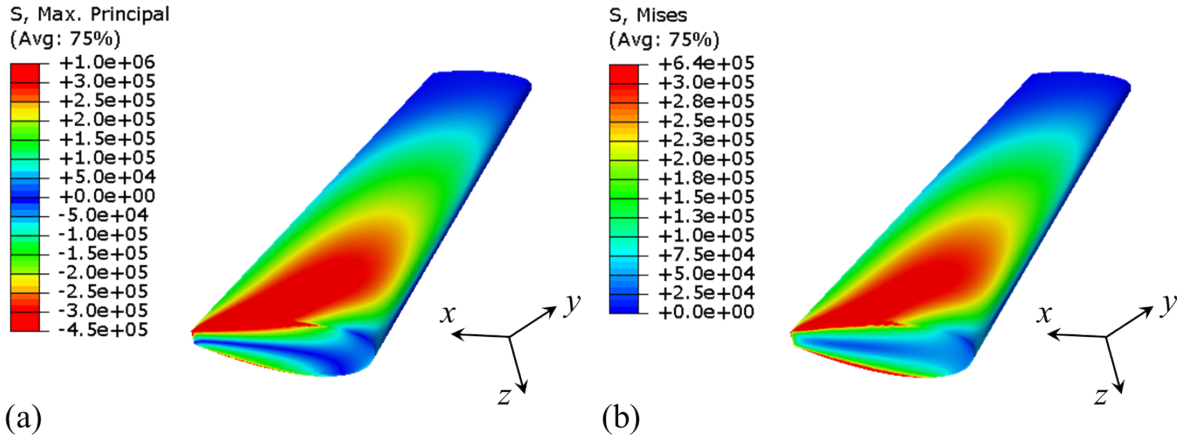 S, Max. Principal
(Avg: 75%)
+1.0e+06
+3.0e+05
+2.5e+05
+2.0e+05
+1.5e+05
+1.0e+05
+5.0e+04
+0.0e+00
-5.0e+04
-1.0e+05
-1.5e+05
-2.0e+05
-2.5e+05
-3.0e+05
-4.5e+05
x
y
z
(a)
S, Mises
(Avg: 75%)
+6.4e+05
+3.0e+05
+2.8e+05
+2.5e+05
+2.3e+05
+2.0e+05
+1.8e+05
+1.5e+05
+1.3e+05
+1.0e+05
+7.5e+04
+5.0e+04
+2.5e+04
+0.0e+00
x
y
z
(b)